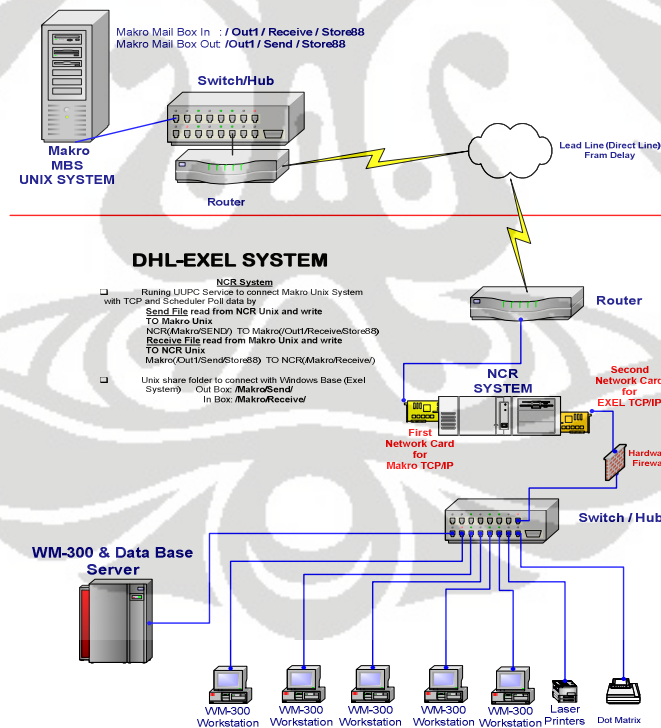 Makro Mail Box In : / Out1 / Receive / Store88
Makro Mail Box Out: /Out1 / Send / Store88
Switch/Hub
Makro
MBS
UNIX SYSTEM
Router
Lead Line (Direct Line)
Fram Delay
DHL-EXEL SYSTEM
NCR System
Runing UUPC Service to connect Makro Unix System
with TCP and Scheduler Poll data by
Send File read from NCR Unix and write
TO Makro Unix
NCR(/Makro/SEND/) TO Makro(/Out1/Receive/Store88)
Receive File read from Makro Unix and write
TO NCR Unix
Makro(/Out1/Send/Store88) TO NCR(/Makro/Receive/)
Unix share folder to connect with Windows Base (Exel
System) Out Box: /Makro/Send/
In Box: /Makro/Receive/
Router
NCR
SYSTEM
Second
Network Card
for
EXEL TCP/IP
First
Network Card
for
Makro TCP/IP
Hardwa
Firewa
Switch / Hub
WM-300 & Data Base
Server
WM-300
Workstation
WM-300
Workstation
WM-300
Workstation
WM-300
Workstation
WM-300
Workstation
Laser
Printers
Dot Matrix